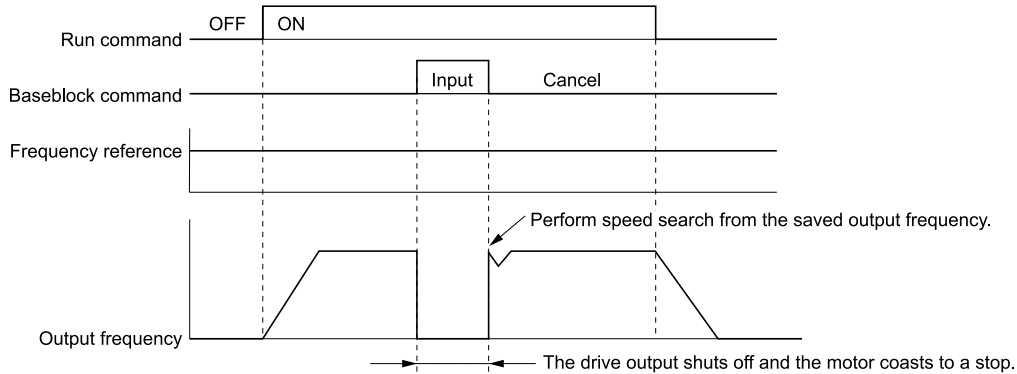 OFF ON
Run command
Input Cancel
Baseblock command
Frequency reference
Perform speed search from the saved output frequency.
Output frequency
The drive output shuts off and the motor coasts to a stop.